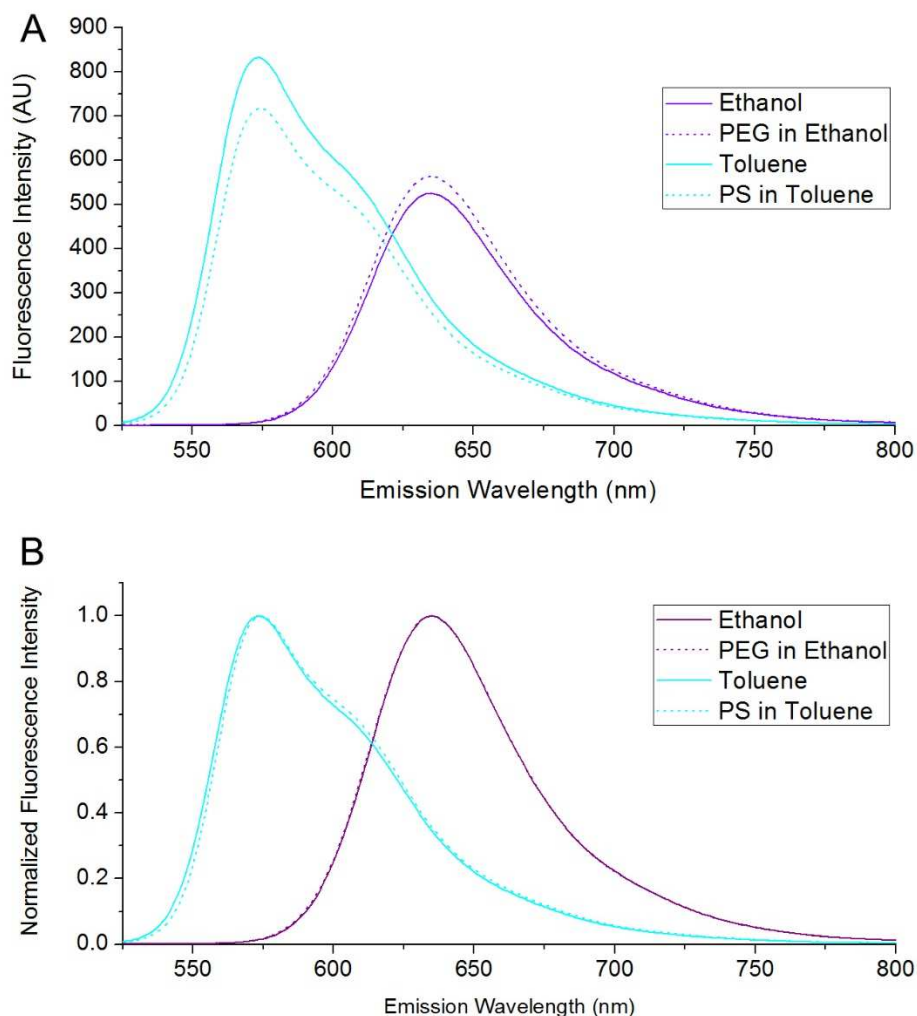 A
Fluorescence Intensity (AU)
900
800
700
600
500
400
300
200
100
0
550 600 650 700 750 800
Emission Wavelength (nm)
Ethanol
PEG in Ethanol
Toluene
PS in Toluene
B
Normalized Fluorescence Intensity
1.0
0.8
0.6
0.4
0.2
0.0
550 600 650 700 750 800
Emission Wavelength (nm)
Ethanol
PEG in Ethanol
Toluene
PS in Toluene